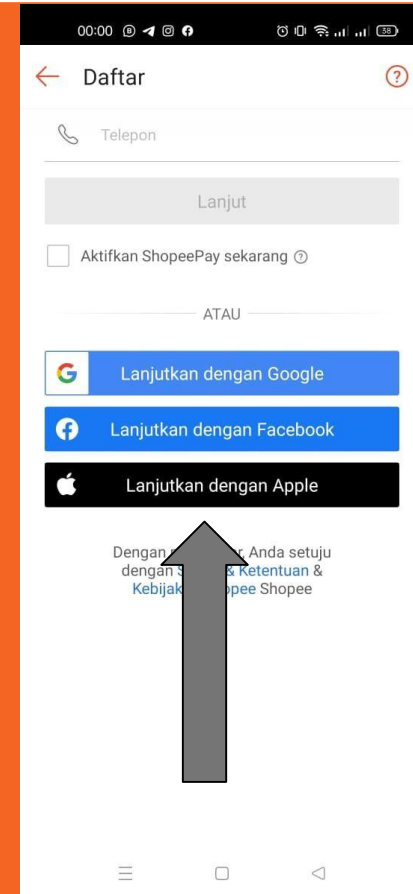 00:00
38
Daftar
Telepon
Lanjut
Aktifkan ShopeePay sekarang
ATAU
Lanjutkan dengan Google
Lanjutkan dengan Facebook
Lanjutkan dengan Apple
Dengan Anda setuju
dengan & Ketentuan &
Shopee